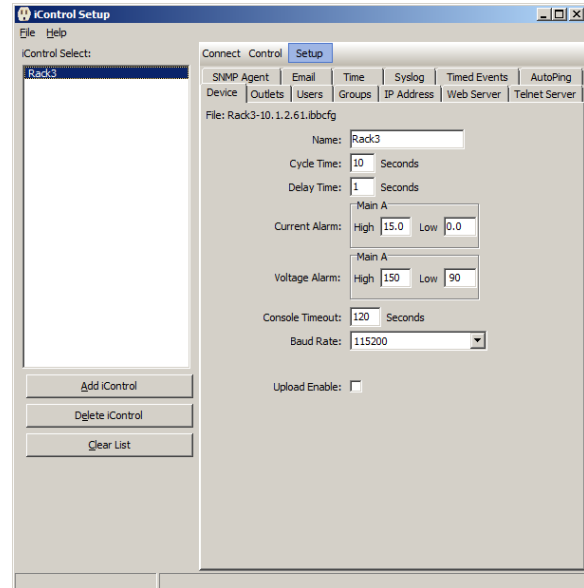 iControl Setup
File Help
iControl Select:
Rack3
Add iControl
Delete iControl
Clear List
Connect Control Setup
SNMP Agent Email Time Syslog Timed Events AutoPing
Device Outlets Users Groups IP Address Web Server Telnet Server
File: Rack3-10.1.2.61.ibbcfg
Name: Rack3
Cycle Time: 10 Seconds
Delay Time: 1 Seconds
Main A
Current Alarm: High 15.0 Low 0.0
Main A
Voltage Alarm: High 150 Low 90
Console Timeout: 120 Seconds
Baud Rate: 115200
Upload Enable: